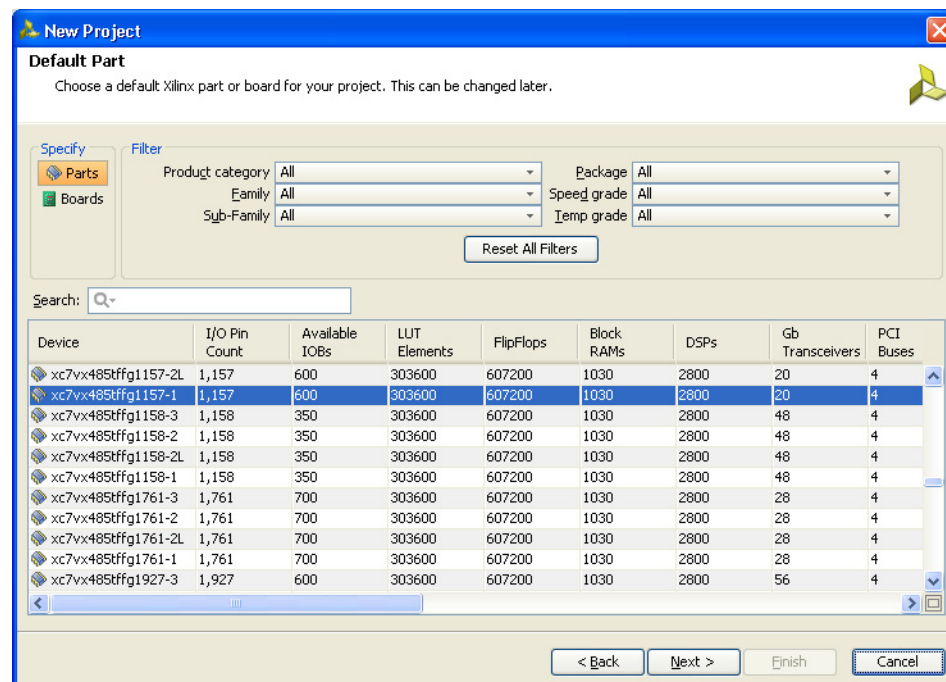 New Project
Default Part
Choose a default Xilinx part or board for your project. This can be changed later.
Specify
Filter
Parts
Boards
Product category All
Package All
Family All
Speed grade All
Sub-Family All
Temp grade All
Reset All Filters
Search:
Device I/O Pin Count Available IOBs LUT Elements FlipFlops Block RAMs DSPs Gb Transceivers PCI Buses
xc7vx485tffg1157-2L 1,157 600 303600 607200 1030 2800 20 4
xc7vx485tffg1157-1 1,157 600 303600 607200 1030 2800 20 4
xc7vx485tffg1158-3 1,158 350 303600 607200 1030 2800 48 4
xc7vx485tffg1158-2 1,158 350 303600 607200 1030 2800 48 4
xc7vx485tffg1158-2L 1,158 350 303600 607200 1030 2800 48 4
xc7vx485tffg1158-1 1,158 350 303600 607200 1030 2800 48 4
xc7vx485tffg1761-3 1,761 700 303600 607200 1030 2800 28 4
xc7vx485tffg1761-2 1,761 700 303600 607200 1030 2800 28 4
xc7vx485tffg1761-2L 1,761 700 303600 607200 1030 2800 28 4
xc7vx485tffg1761-1 1,761 700 303600 607200 1030 2800 28 4
xc7vx485tffg1927-3 1,927 600 303600 607200 1030 2800 56 4
< Back Next > Finish Cancel